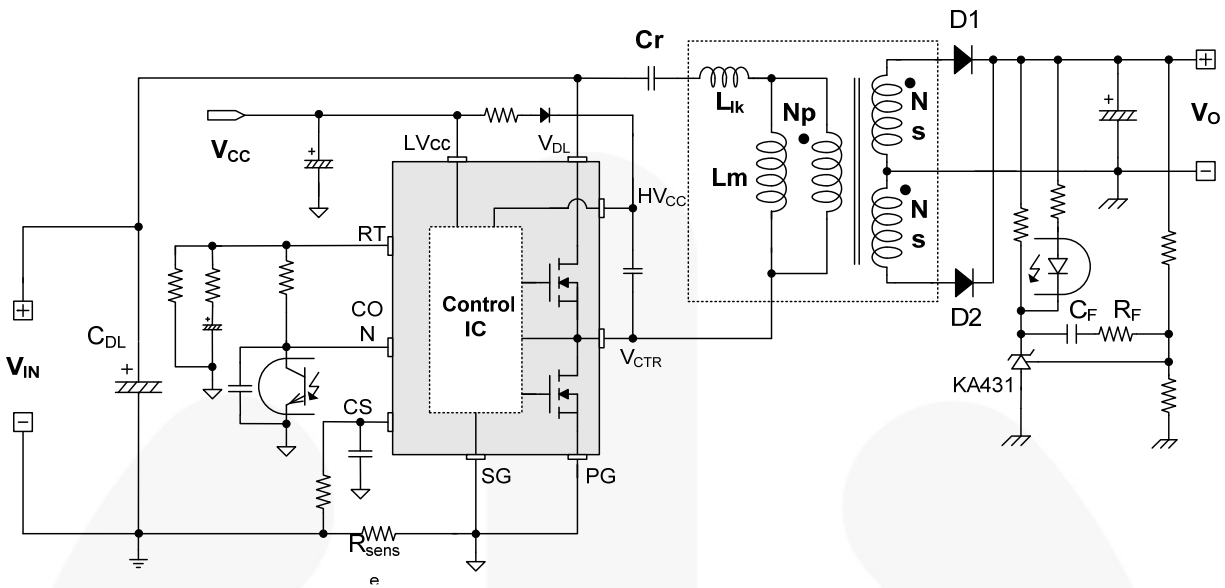 D1
Cr
Llk
Np
N
s
VO
VCC
LVcc
VDL
Lm
HVCC
N
s
RT
CO
N
Control
IC
D2
CF
RF
CDL
VIN
VCTR
KA431
CS
SG
PG
Rsens
e